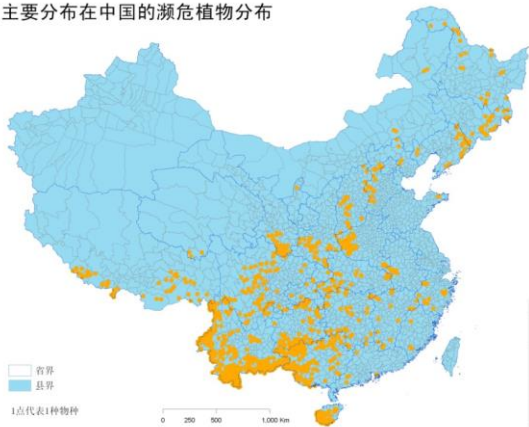 主要分布在中国的濒危植物分布
省界
县界
1点代表1种物种
0 250 500 1,000 Km